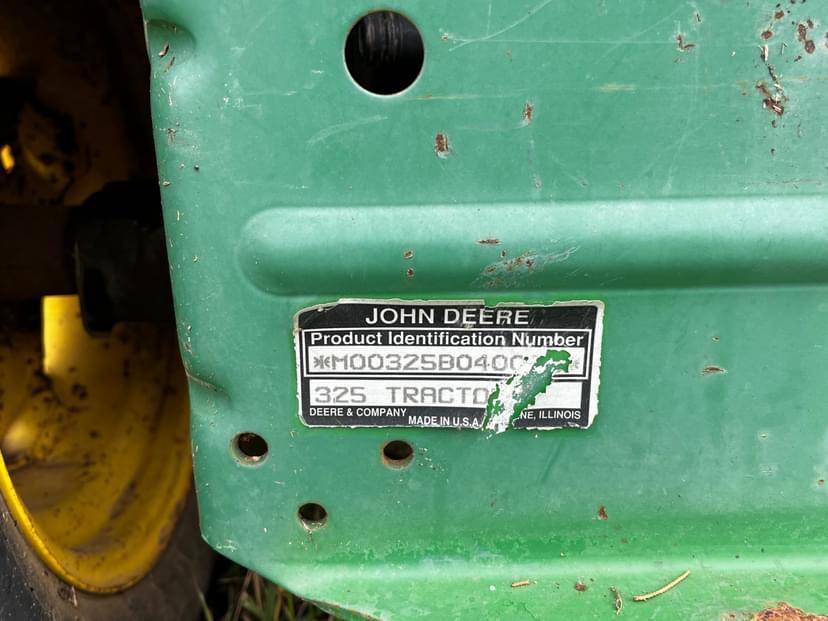 JOHN DEERE
Product Identification Number
*M00325B040
325 TRACTO
DEERE & COMPANY MADE IN U.S.A. NE, ILLINOIS